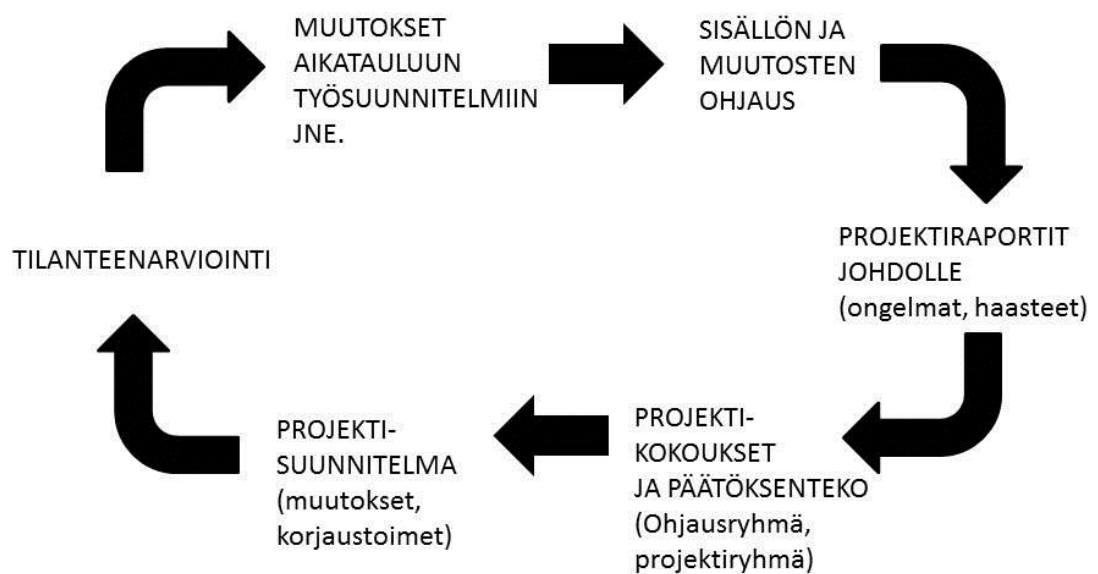 MUUTOKSET
AIKATAULUUN
TYÖSUUNNITELMIIN
JNE.
SISÄLLÖN JA
MUUTOSTEN
OHJAUS
PROJEKTIRAPORTIT
JOHDOLLE
(ongelmat, haasteet)
PROJEKTI-
KOKOUKSET
JA PÄÄTÖKSENTEKO
(Ohjausryhmä,
projektiryhmä)
PROJEKTI-
SUUNNITELMA
(muutokset,
korjaustoimet)
TILANTEENARVIOINTI